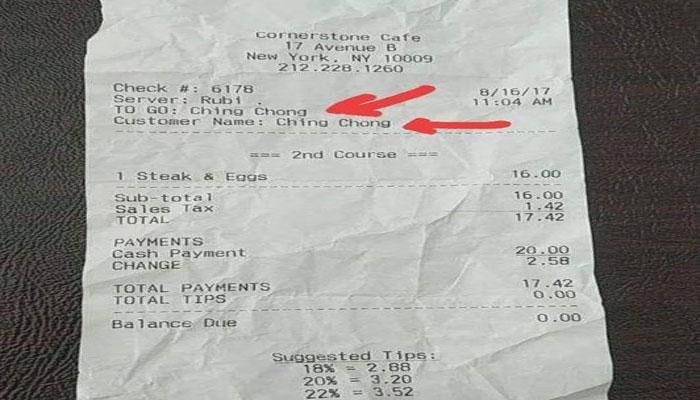 Cornerstone Cafe
17 Avenue B
New York, NY 10009
212.228.1260
Check #: 6178 8/16/17
Server: Rubi . 11:04 AM
TO GO: Ching Chong
Customer Name: Ching Chong
=== 2nd Course ===
1 Steak & Eggs 16.00
Sub-total 16.00
Sales Tax 1.42
TOTAL 17.42
PAYMENTS
Cash Payment 20.00
CHANGE 2.58
TOTAL PAYMENTS 17.42
TOTAL TIPS 0.00
Balance Due 0.00
Suggested Tips:
18% = 2.88
20% = 3.20
22% = 3.52